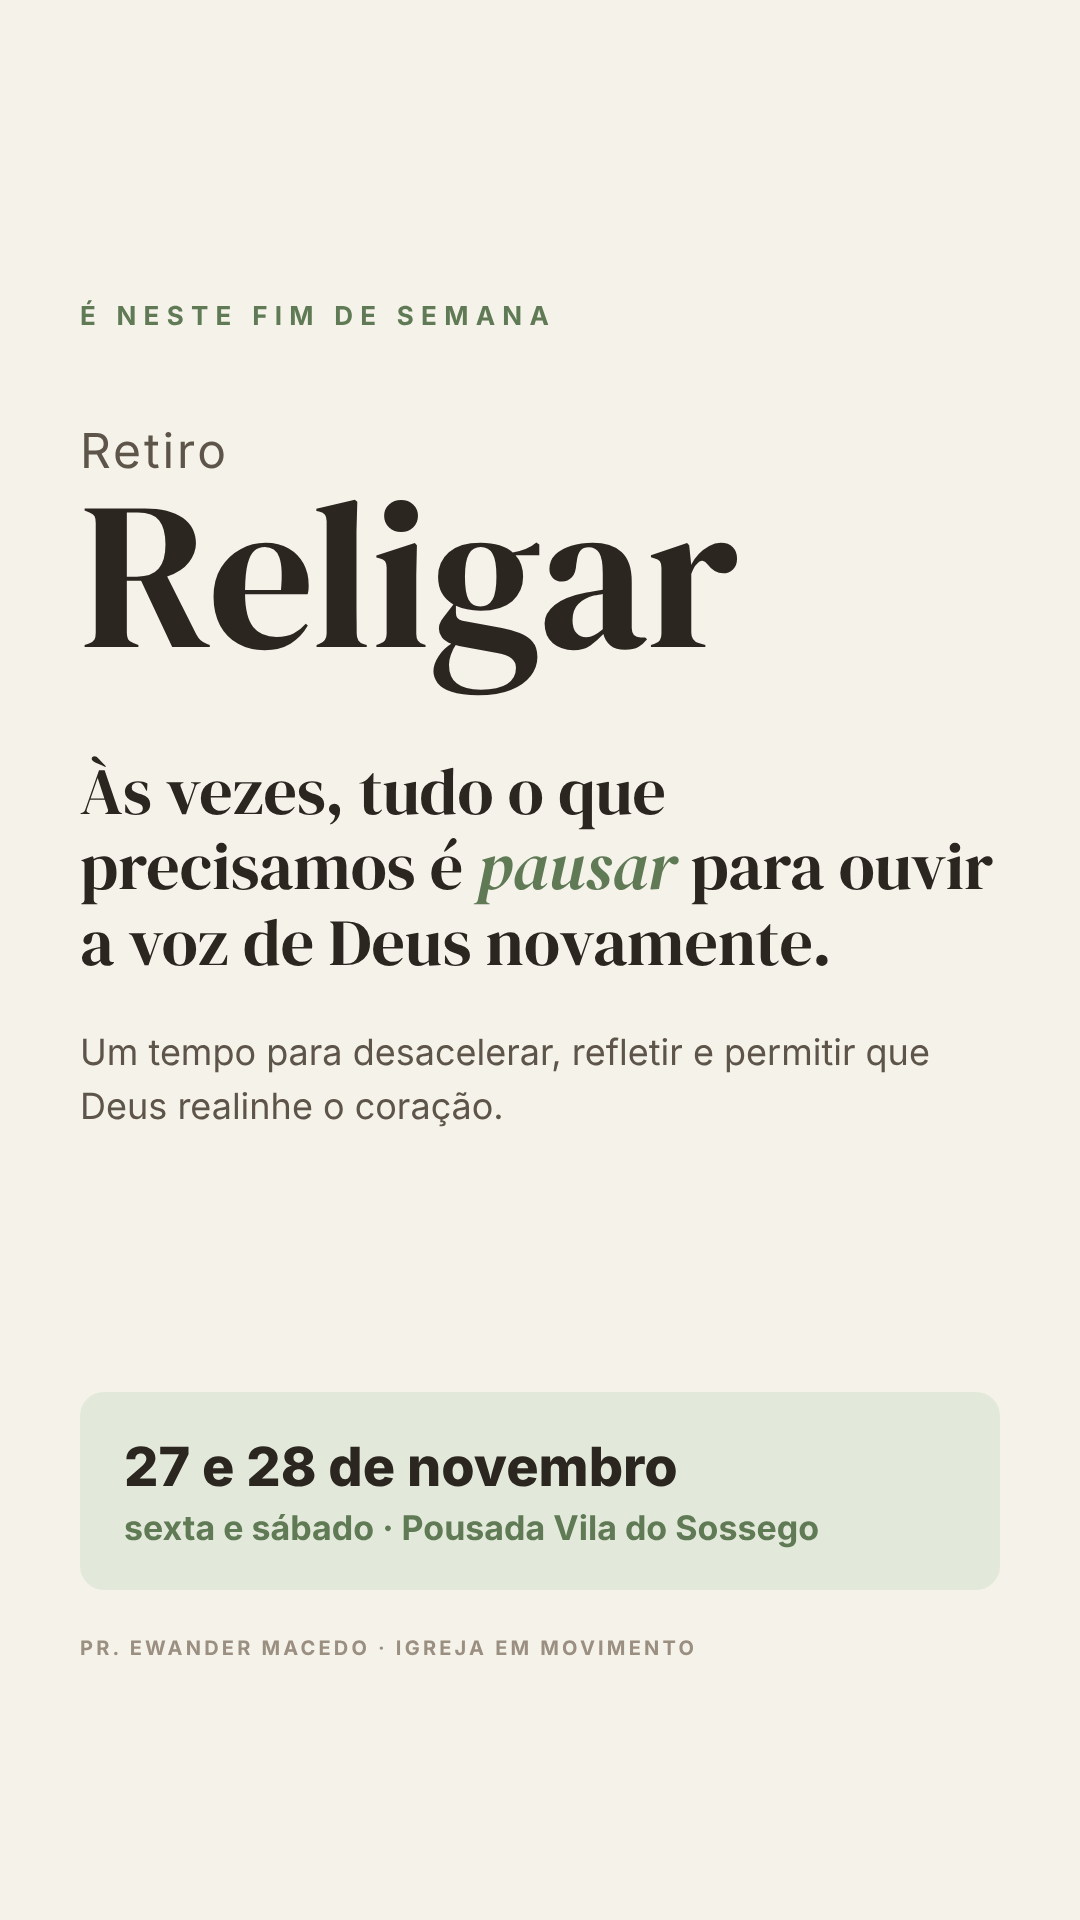 É NESTE FIM DE SEMANA
Retiro
Religar
Às vezes, tudo o que
precisamos é pausar para ouvir
a voz de Deus novamente.
Um tempo para desacelerar, refletir e permitir que
Deus realinhe o coração.
27 e 28 de novembro
sexta e sábado · Pousada Vila do Sossego
PR. EWANDER MACEDO · IGREJA EM MOVIMENTO